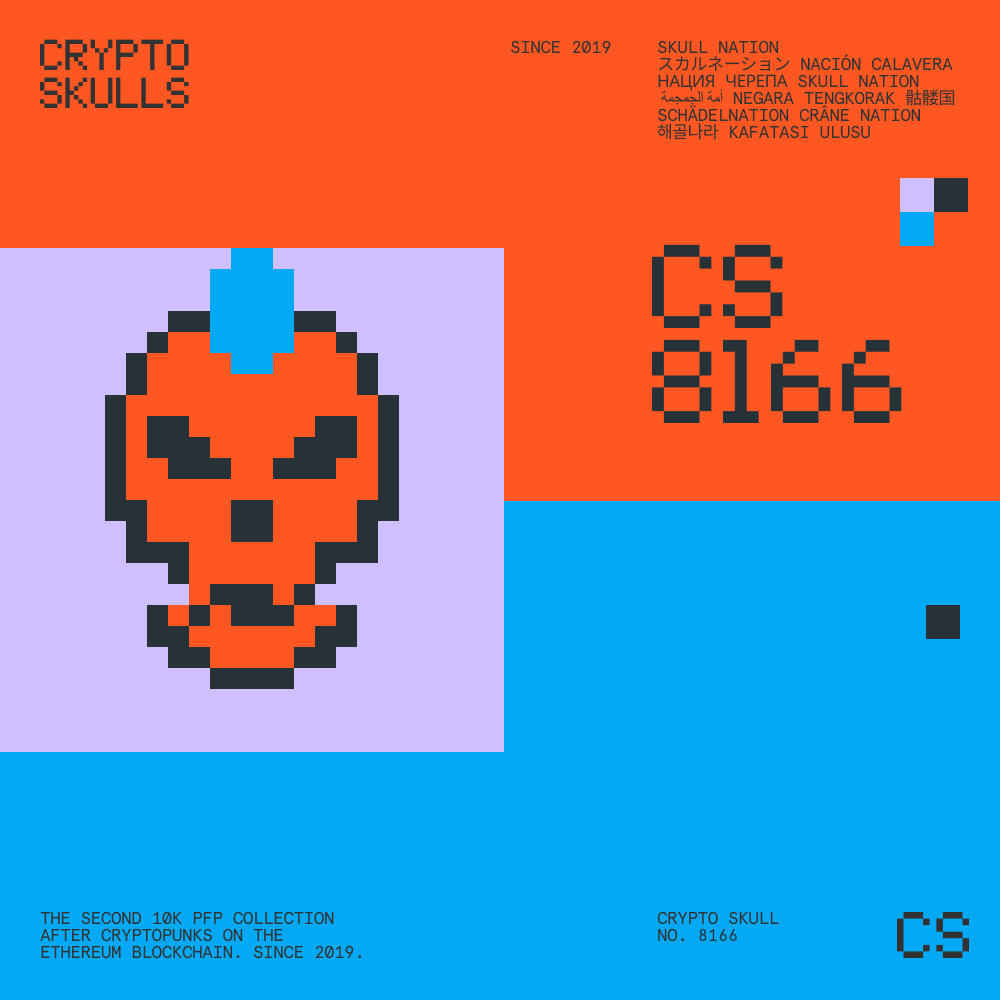 CRYPTO
SKULLS
SINCE 2019
SKULL NATION
スカルネーション NACIÓN CALAVERA
НАЦИЯ ЧЕРЕПА SKULL NATION
أمة الجمجمة NEGARA TENGKORAK 骷髅国
SCHÄDELNATION CRÂNE NATION
해골나라 KAFATASI ULUSU
CS
8166
THE SECOND 10K PFP COLLECTION
AFTER CRYPTOPUNKS ON THE
ETHEREUM BLOCKCHAIN. SINCE 2019.
CRYPTO SKULL
NO. 8166
CS